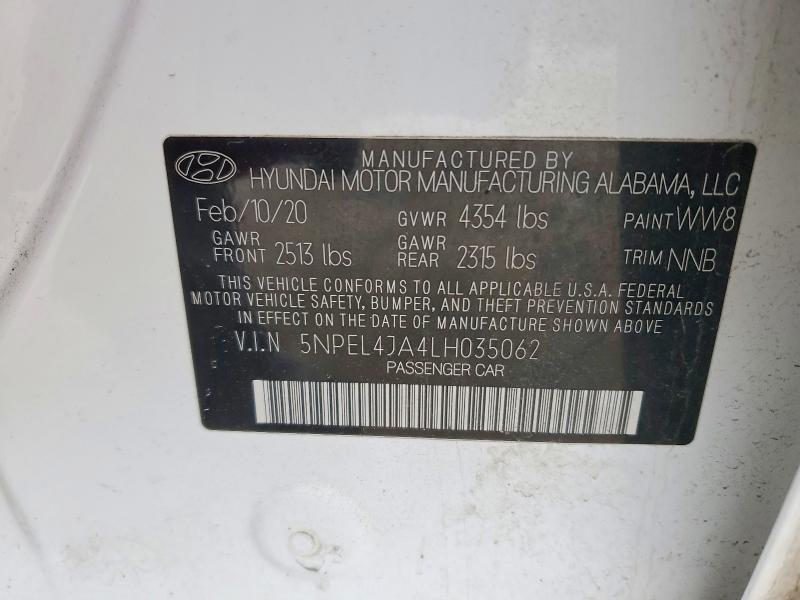 MANUFACTURED BY
HYUNDAI MOTOR MANUFACTURING ALABAMA, LLC
Feb/10/20 GVWR 4354 lbs PAINT WW8
GAWR FRONT 2513 lbs GAWR REAR 2315 lbs TRIM NNB
THIS VEHICLE CONFORMS TO ALL APPLICABLE U.S.A. FEDERAL
MOTOR VEHICLE SAFETY, BUMPER, AND THEFT PREVENTION STANDARDS
IN EFFECT ON THE DATE OF MANUFACTURE SHOWN ABOVE.
V.I.N 5NPEL4JA4LH035062
PASSENGER CAR